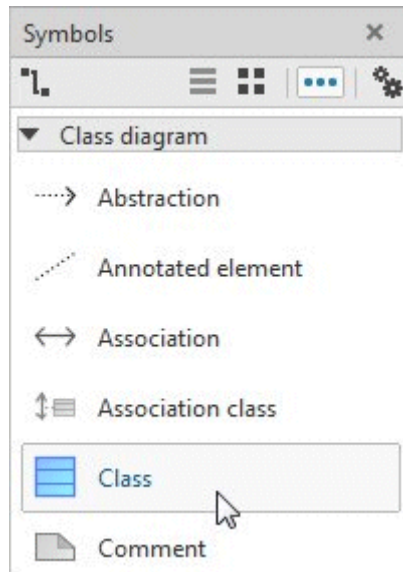 Symbols
Class diagram
Abstraction
Annotated element
Association
Association class
Class
Comment